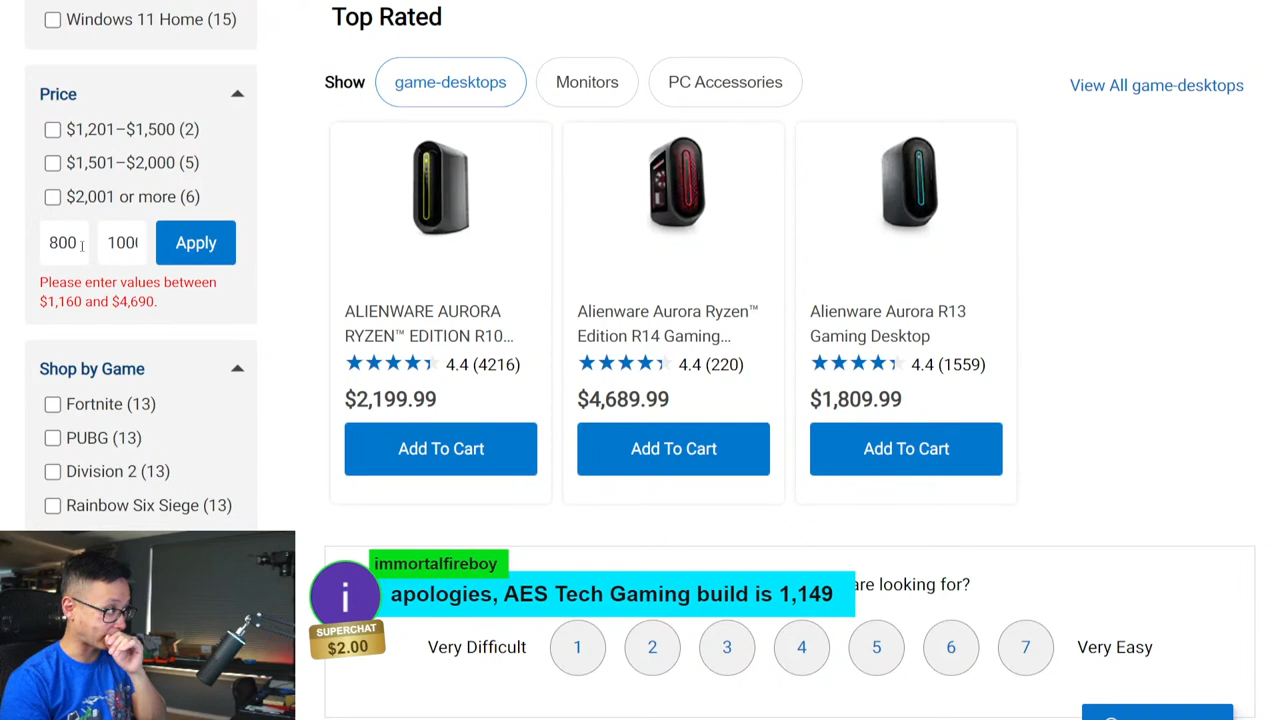 Windows 11 Home (15)
Price
$1,201–$1,500 (2)
$1,501–$2,000 (5)
$2,001 or more (6)
800
Apply
Please enter values between
$1,160 and $4,690.
Shop by Game
Fortnite (13)
PUBG (13)
Division 2 (13)
Rainbow Six Siege (13)
Top Rated
Show
game-desktops
Monitors
PC Accessories
View All game-desktops
ALIENWARE AURORA
RYZEN™ EDITION R10...
4.4 (4216)
$2,199.99
Add To Cart
Alienware Aurora Ryzen™
Edition R14 Gaming...
4.4 (220)
$4,689.99
Add To Cart
Alienware Aurora R13
Gaming Desktop
4.4 (1559)
$1,809.99
Add To Cart
immortalfireboy
i
apologies, AES Tech Gaming build is 1,149
SUPERCHAT
$2.00
are looking for?
Very Difficult
1
2
3
4
5
6
7
Very Easy